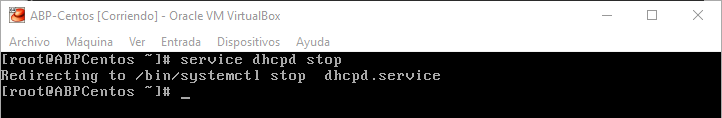 ABP-Centos [Corriendo] - Oracle VM VirtualBox
Archivo Máquina Ver Entrada Dispositivos Ayuda
[root@ABPCentos ~]# service dhcpd stop
Redirecting to /bin/systemctl stop  dhcpd.service
[root@ABPCentos ~]# _